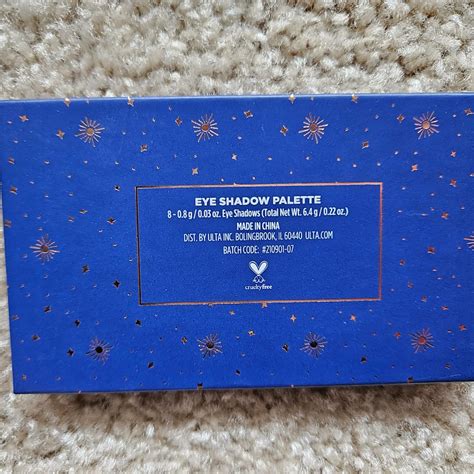 EYE SHADOW PALETTE
8 - 0.8 g / 0.03 oz. Eye Shadows (Total Net Wt. 6.4 g / 0.22 oz.)
MADE IN CHINA
DIST. BY ULTA INC. BOLINGBROOK, IL 60440 ULTA.COM
BATCH CODE: #210901-07
crueltyfree